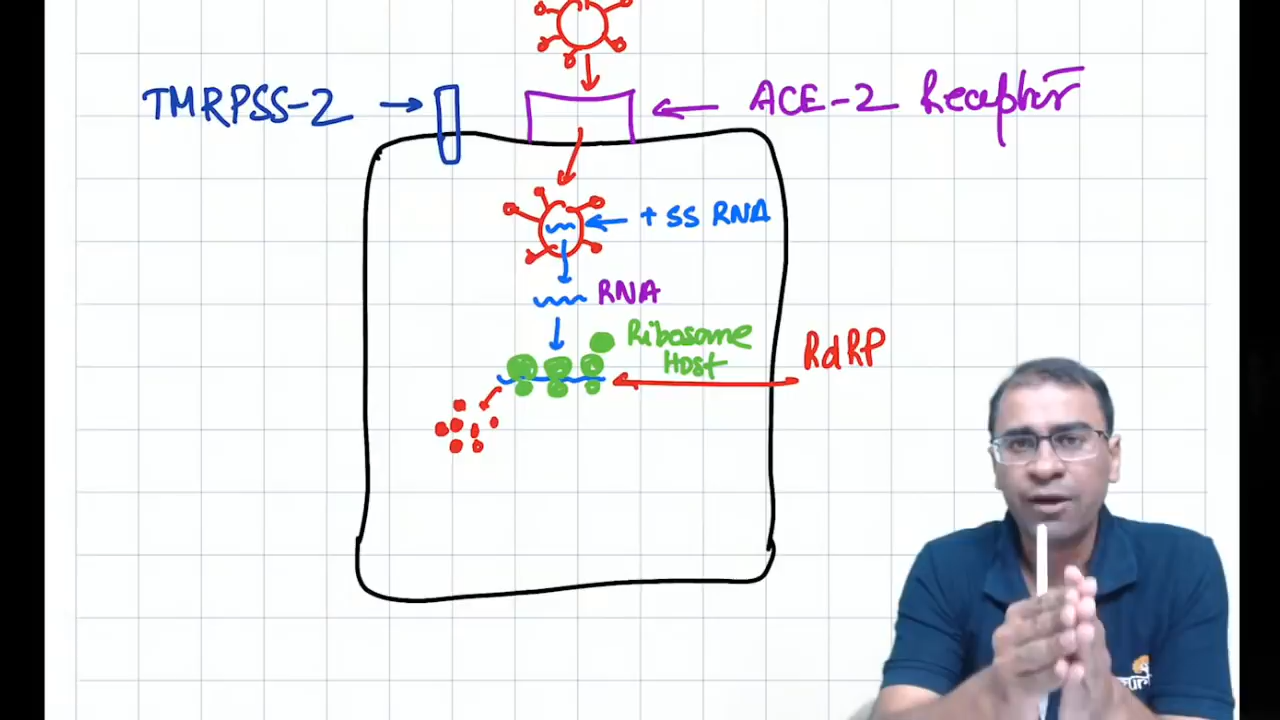 TMRPSS-2
ACE-2 Receptor
+ SS RNA
RNA
Ribosome
Host
RdRP